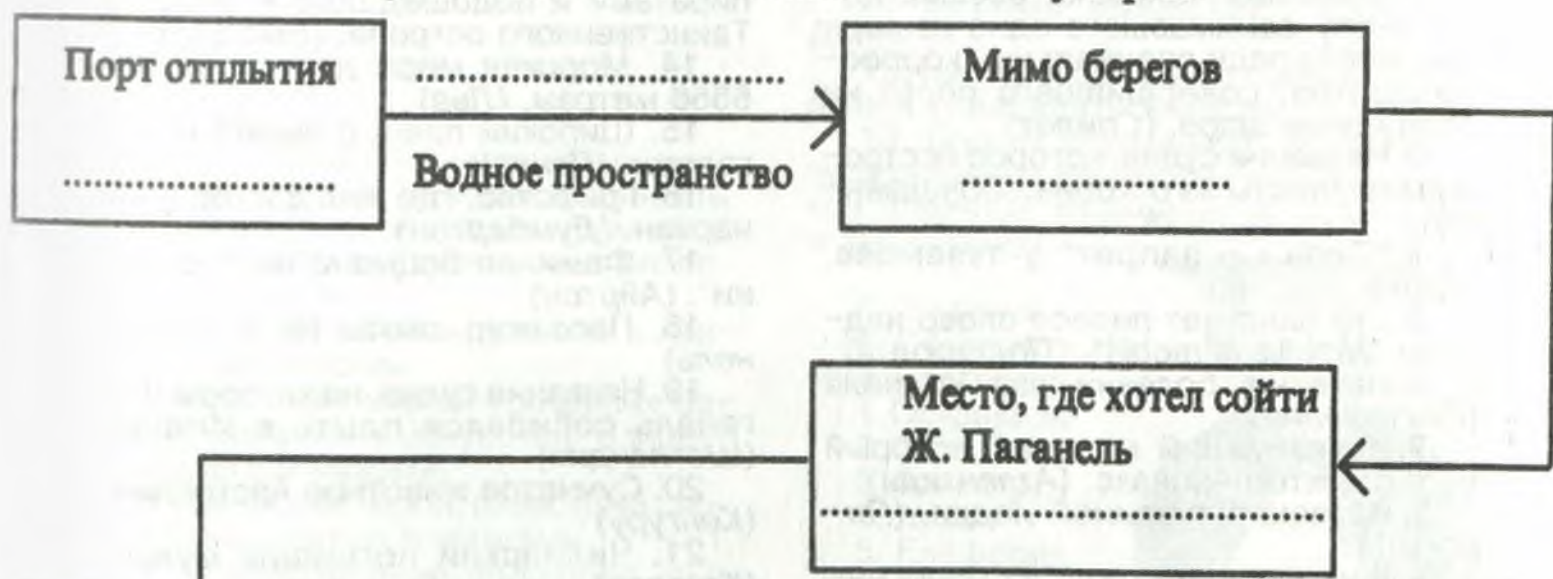 Порт отплытия
....................................
Водное пространство
....................................
Мимо берегов
....................................
Место, где хотел сойти
Ж. Паганель
....................................